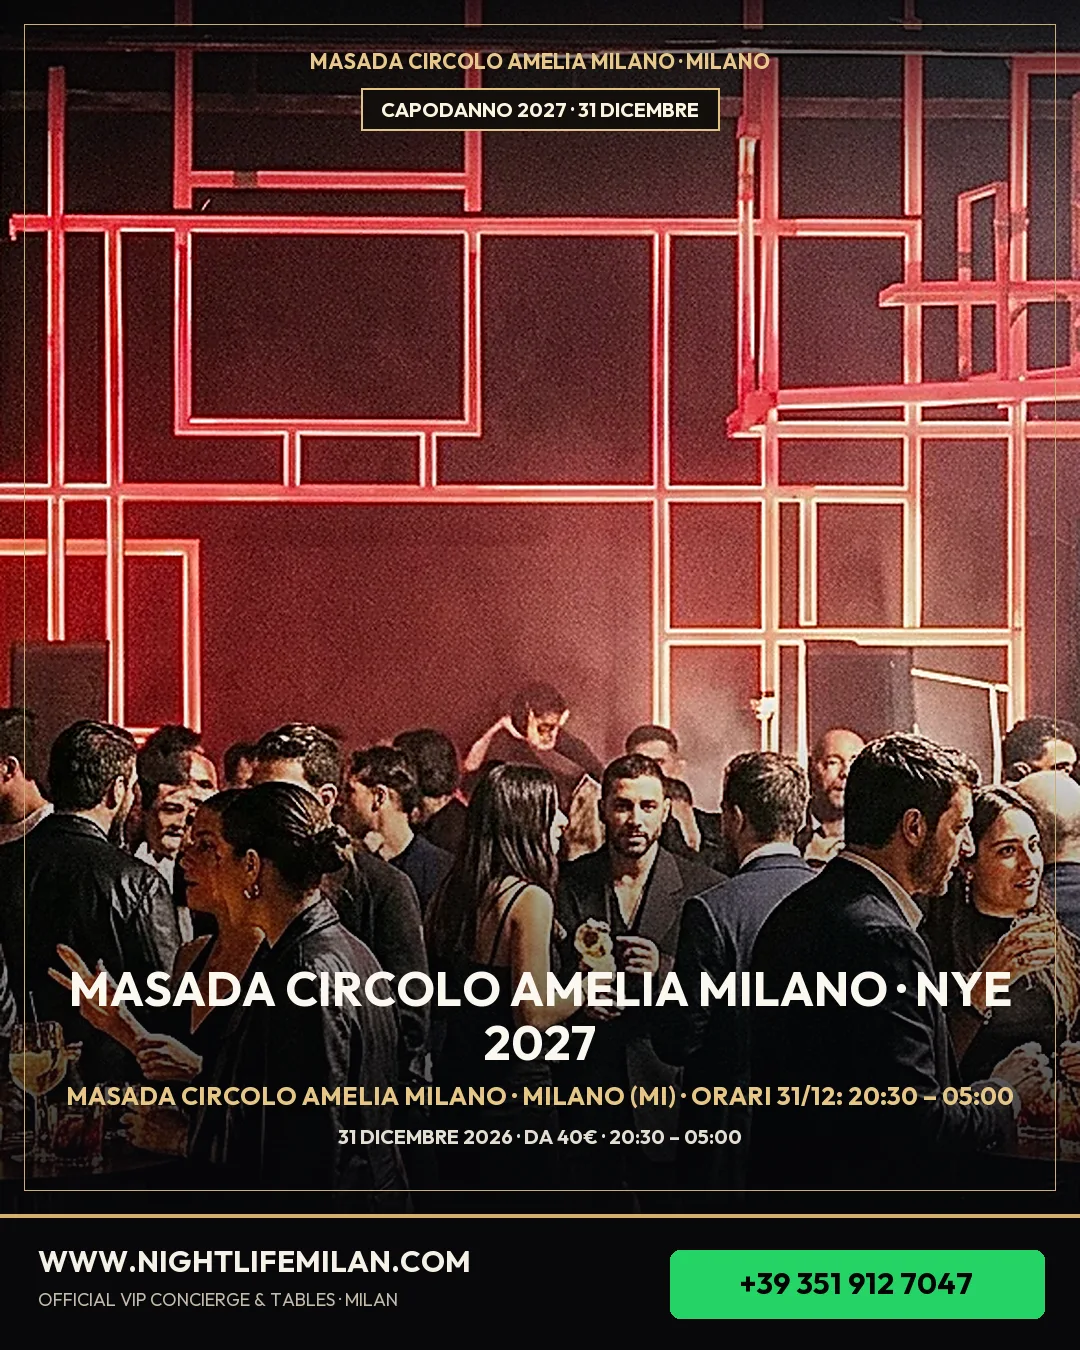 MASADA CIRCOLO AMELIA MILANO · MILANO
CAPODANNO 2027 · 31 DICEMBRE
MASADA CIRCOLO AMELIA MILANO · NYE
2027
MASADA CIRCOLO AMELIA MILANO · MILANO (MI) · ORARI 31/12: 20:30 – 05:00
31 DICEMBRE 2026 · DA 40€ · 20:30 – 05:00
WWW.NIGHTLIFEMILAN.COM
OFFICIAL VIP CONCIERGE & TABLES · MILAN
+39 351 912 7047